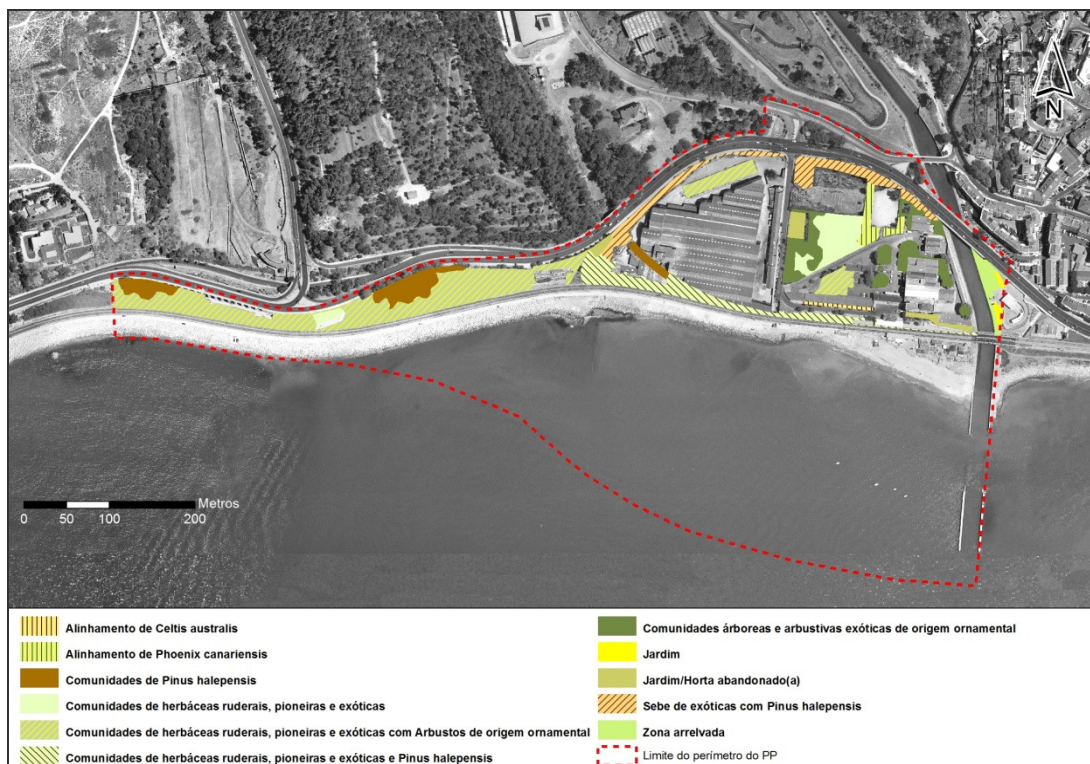 N
Metros
0 50 100 200
Alinhamento de Celtis australis
Alinhamento de Phoenix canariensis
Comunidades de Pinus halepensis
Comunidades de herbáceas ruderais, pioneiras e exóticas
Comunidades de herbáceas ruderais, pioneiras e exóticas com Arbustos de origem ornamental
Comunidades de herbáceas ruderais, pioneiras e exóticas e Pinus halepensis
Comunidades árboreas e arbustivas exóticas de origem ornamental
Jardim
Jardim/Horta abandonado(a)
Sebe de exóticas com Pinus halepensis
Zona arrelvada
Limite do perímetro do PP